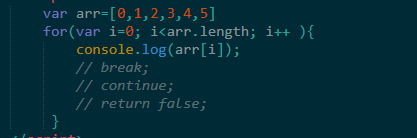 var arr=[0,1,2,3,4,5]
for(var i=0; i<arr.length; i++ ){
console.log(arr[i]);
// break;
// continue;
// return false;
}